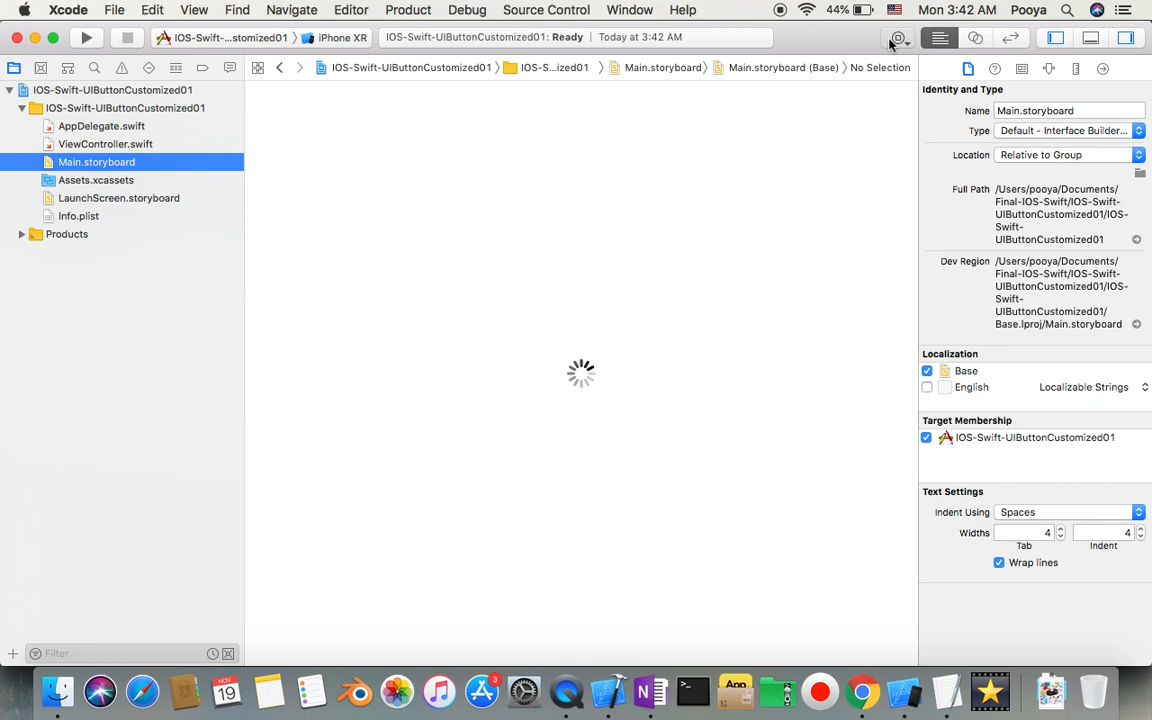 Xcode File Edit View Find Navigate Editor Product Debug Source Control Window Help 44% Mon 3:42 AM Pooya
IOS-Swift-...stomized01 iPhone XR IOS-Swift-UIButtonCustomized01: Ready Today at 3:42 AM
IOS-Swift-UIButtonCustomized01 IOS-S...ized01 Main.storyboard Main.storyboard (Base) No Selection
IOS-Swift-UIButtonCustomized01
IOS-Swift-UIButtonCustomized01
AppDelegate.swift
ViewController.swift
Main.storyboard
Assets.xcassets
LaunchScreen.storyboard
Info.plist
Products
Filter
Identity and Type
Name Main.storyboard
Type Default - Interface Builder...
Location Relative to Group
Full Path /Users/pooya/Documents/
Final-IOS-Swift/IOS-Swift-
UIButtonCustomized01/IOS-
Swift-
UIButtonCustomized01
Dev Region /Users/pooya/Documents/
Final-IOS-Swift/IOS-Swift-
UIButtonCustomized01/IOS-
Swift-
UIButtonCustomized01/
Base.lproj/Main.storyboard
Localization
Base
English Localizable Strings
Target Membership
IOS-Swift-UIButtonCustomized01
Text Settings
Indent Using Spaces
Widths 4 4
Tab Indent
Wrap lines
NOV
19
3
App